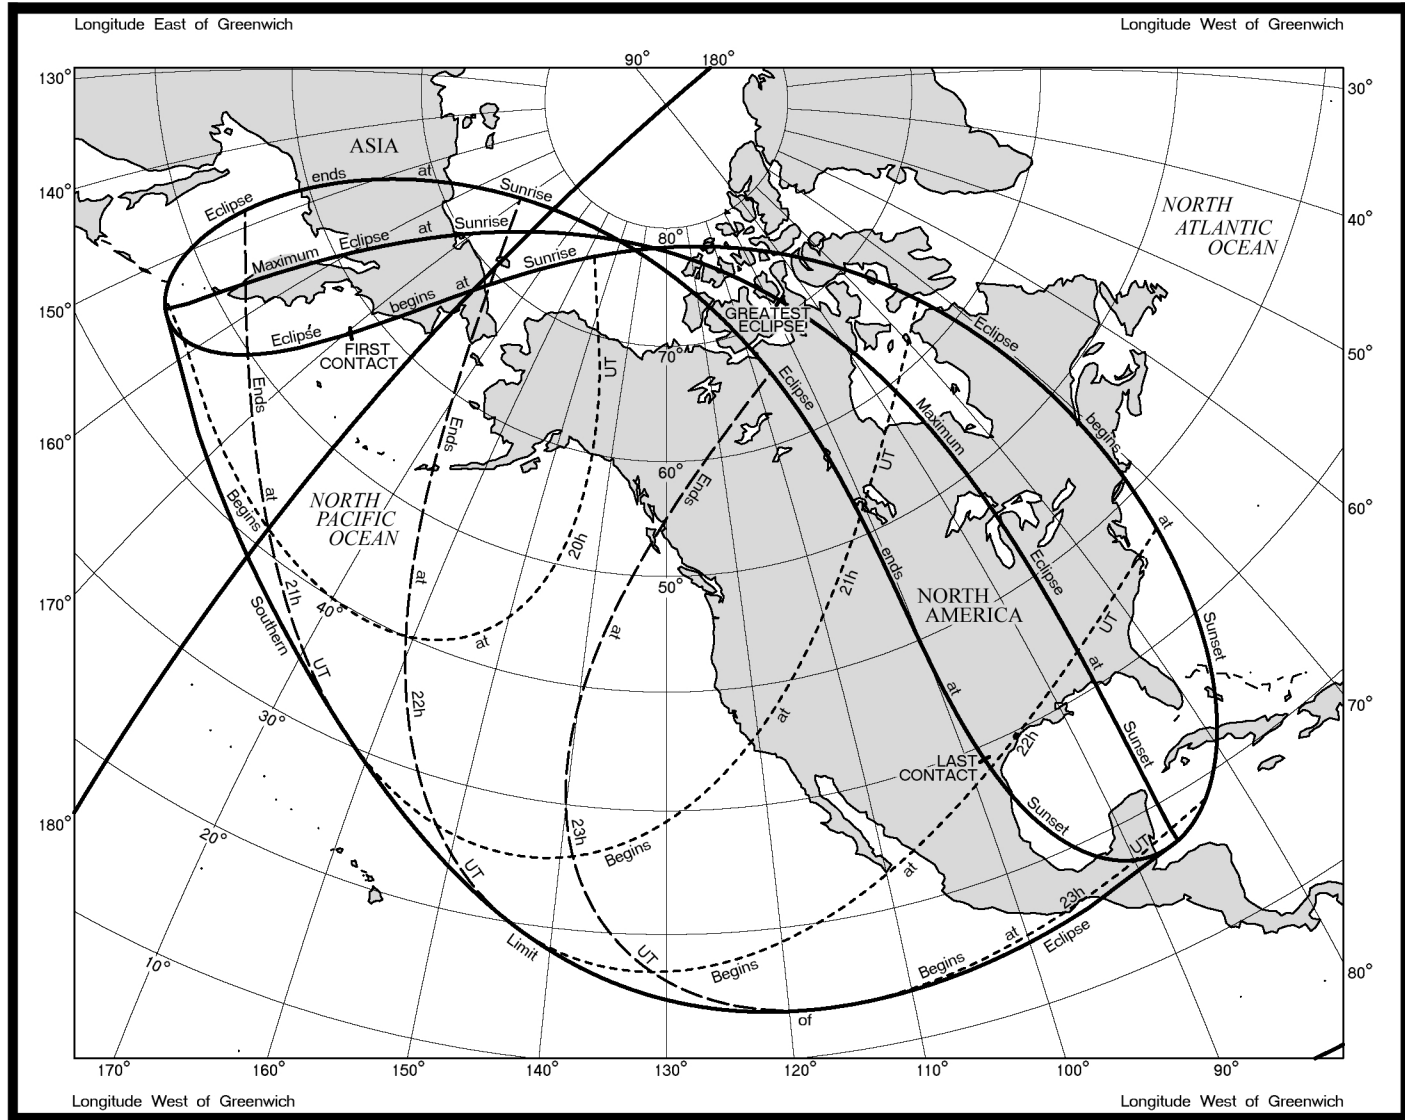 Longitude East of Greenwich
Longitude West of Greenwich
90°
180°
130°
30°
ASIA
ends
at
Sunrise
Eclipse
140°
40°
NORTH
ATLANTIC
OCEAN
Maximum
Eclipse
at
Sunrise
80°
Sunrise
at
begins
Eclipse
150°
50°
FIRST
CONTACT
GREATEST
ECLIPSE
Eclipse
70°
UT
Ends
Ends
Eclipse
Maximum
begins
160°
60°
60°
UT
Ends
at
Begins
NORTH
PACIFIC
OCEAN
at
20h
50°
ends
Eclipse
170°
70°
at
21h
40°
at
at
21h
NORTH
AMERICA
UT
Sunset
Southern
UT
22h
at
at
at
Sunset
30°
22h
LAST
CONTACT
180°
80°
20°
23h
Begins
Sunset
UT
UT
at
23h
10°
Limit
UT
Begins
Begins
at
Eclipse
of
170°
160°
150°
140°
130°
120°
110°
100°
90°
Longitude West of Greenwich
Longitude West of Greenwich